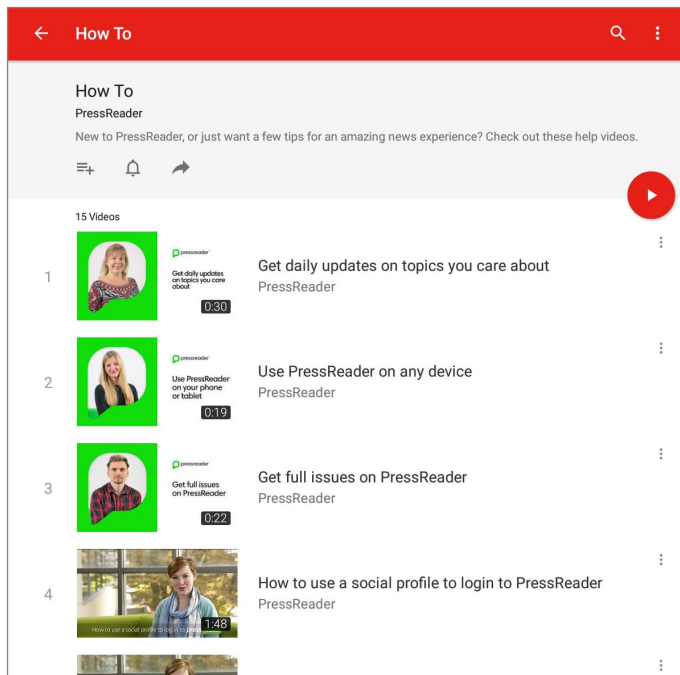 How To
How To
PressReader
New to PressReader, or just want a few tips for an amazing news experience? Check out these help videos.
15 Videos
1
pressreader
Get daily updates
on topics you care
about
0:30
Get daily updates on topics you care about
PressReader
2
pressreader
Use PressReader
on your phone
or tablet
0:19
Use PressReader on any device
PressReader
3
pressreader
Get full issues
on PressReader
0:22
Get full issues on PressReader
PressReader
4
How to use a social profile to log in to press
1:48
How to use a social profile to login to PressReader
PressReader